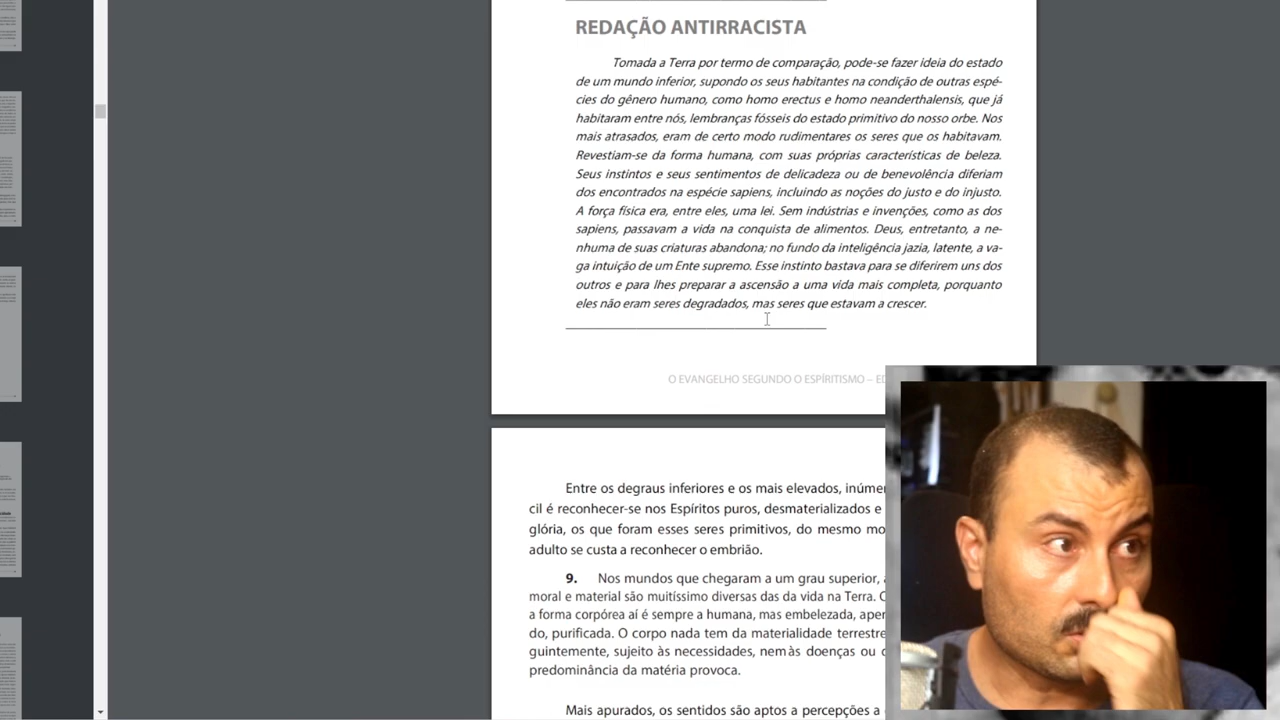 REDAÇÃO ANTIRRACISTA
Tomada a Terra por termo de comparação, pode-se fazer ideia do estado
de um mundo inferior, supondo os seus habitantes na condição de outras espé-
cies do gênero humano, como homo erectus e homo neanderthalensis, que já
habitaram entre nós, lembranças fósseis do estado primitivo do nosso orbe. Nos
mais atrasados, eram de certo modo rudimentares os seres que os habitavam.
Revestiam-se da forma humana, com suas próprias características de beleza.
Seus instintos e seus sentimentos de delicadeza ou de benevolência diferiam
dos encontrados na espécie sapiens, incluindo as noções do justo e do injusto.
A força física era, entre eles, uma lei. Sem indústrias e invenções, como as dos
sapiens, passavam a vida na conquista de alimentos. Deus, entretanto, a ne-
nhuma de suas criaturas abandona; no fundo da inteligência jazia, latente, a va-
ga intuição de um Ente supremo. Esse instinto bastava para se diferirem uns dos
outros e para lhes preparar a ascensão a uma vida mais completa, porquanto
eles não eram seres degradados, mas seres que estavam a crescer.
O EVANGELHO SEGUNDO O ESPÍRITISMO –
Entre os degraus inferiores e os mais elevados,
cil é reconhecer-se nos Espíritos puros, desmaterializados e
glória, os que foram esses seres primitivos, do mesmo
adulto se custa a reconhecer o embrião.
9. Nos mundos que chegaram a um grau superior,
moral e material são muitíssimo diversas das da vida na Terra.
a forma corpórea aí é sempre a humana, mas embelezada,
do, purificada. O corpo nada tem da materialidade terrestre
guintemente, sujeito às necessidades, nem às doenças ou
predominância da matéria provoca.
Mais apurados, os sentidos são aptos a percepções a